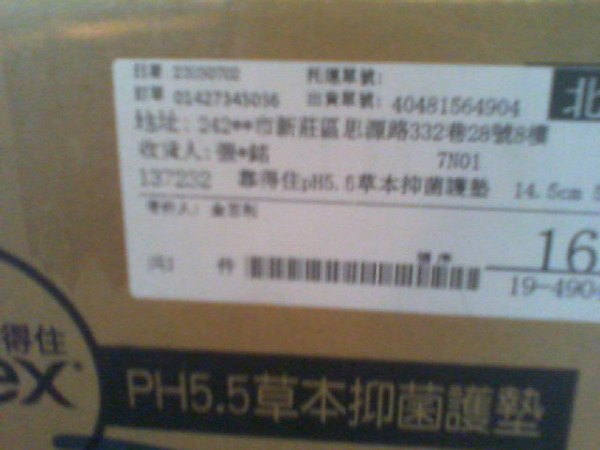 日期 23150702 托運單號:
訂單 01427345056 出貨單號: 40481564904 北
地址: 242**市新莊區思源路332巷28號8樓
收貨人: 張*銘 7N01
137232 靠得住pH5.5草本抑菌護墊 14.5cm
16
件
19-490
得住
ex
PH5.5草本抑菌護墊